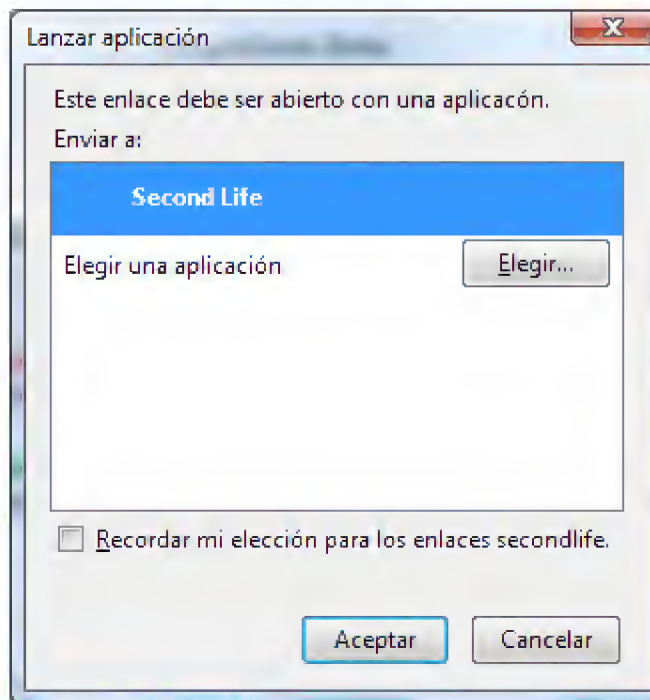 Lanzar aplicación
Este enlace debe ser abierto con una aplicacón.
Enviar a:
Second Life
Elegir una aplicación
Elegir...
Recordar mi elección para los enlaces secondlife.
Aceptar
Cancelar